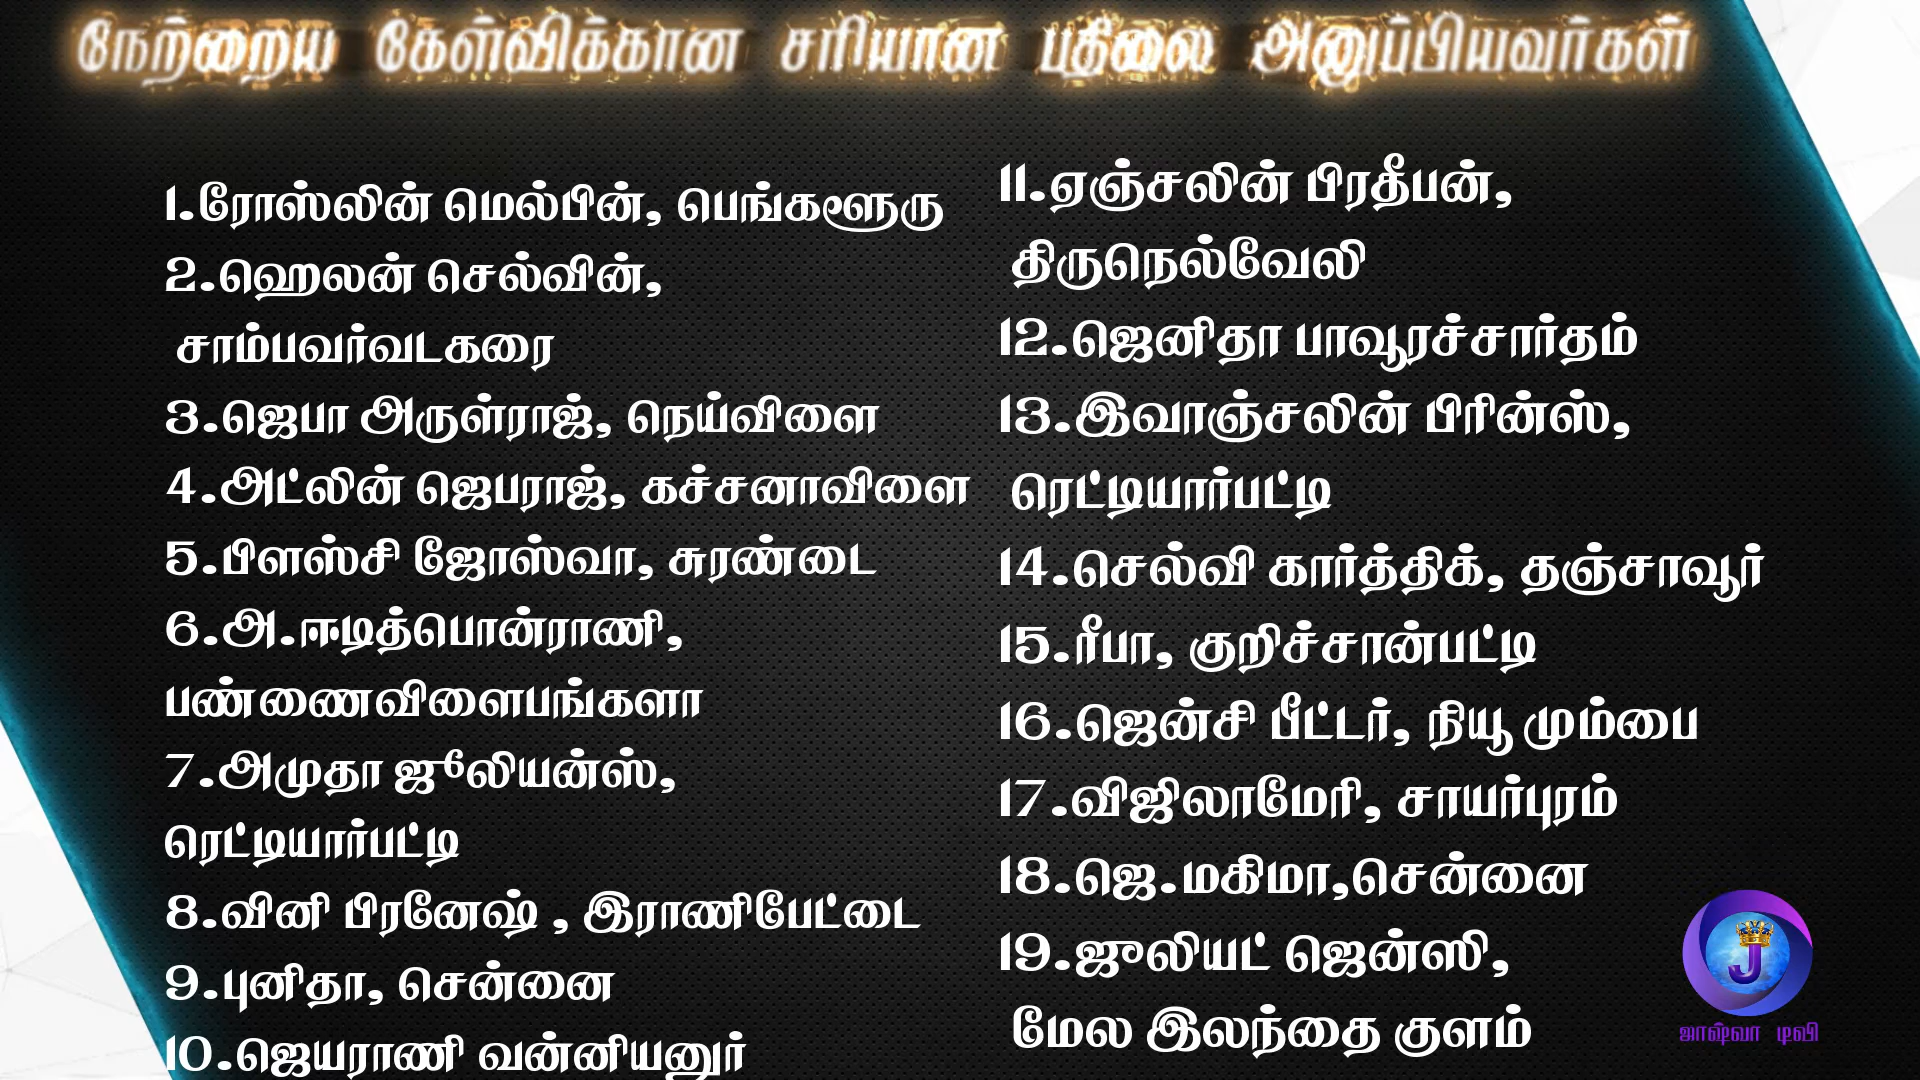 நேற்றைய கேள்விக்கான சரியான பதிலை அனுப்பியவர்கள்
1.ரோஸ்லின் மெல்பின், பெங்களூரு
2.ஹெலன் செல்வின்,
சாம்பவர்வடகரை
3.ஜெபா அருள்ராஜ், நெய்விளை
4.அட்லின் ஜெபராஜ், கச்சனாவிளை
5.பிளஸ்சி ஜோஸ்வா, சுரண்டை
6.அ.ஈடித்பொன்ராணி,
பண்ணைவிளைபங்களா
7.அமுதா ஜூலியன்ஸ்,
ரெட்டியார்பட்டி
8.வினி பிரனேஷ் , இராணிபேட்டை
9.புனிதா, சென்னை
10.ஜெயராணி வன்னியனூர்
11.ஏஞ்சலின் பிரதீபன்,
திருநெல்வேலி
12.ஜெனிதா பாவூரச்சார்தம்
13.இவாஞ்சலின் பிரின்ஸ்,
ரெட்டியார்பட்டி
14.செல்வி கார்த்திக், தஞ்சாவூர்
15.ரீபா, குறிச்சான்பட்டி
16.ஜென்சி பீட்டர், நியூ மும்பை
17.விஜிலாமேரி, சாயர்புரம்
18.ஜெ.மகிமா,சென்னை
19.ஜுலியட் ஜென்ஸி,
மேல இலந்தை குளம்
J
ஜாஷ்வா டிவி